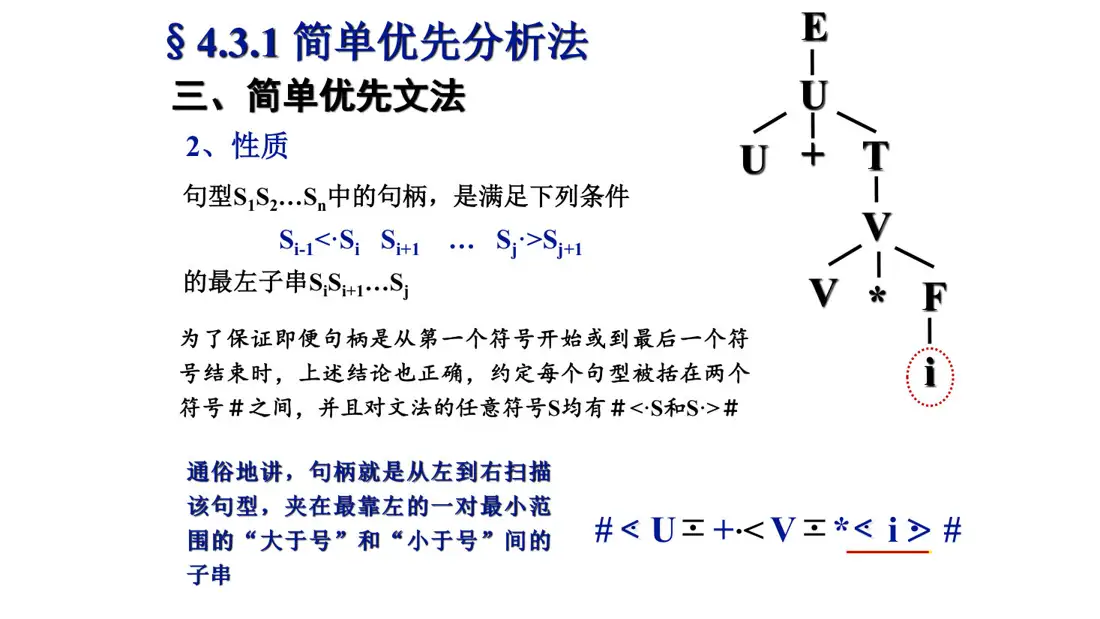 §4.3.1 简单优先分析法
三、简单优先文法
2、性质
句型S1S2…Sn中的句柄，是满足下列条件
Si-1<·Si Si+1 … Sj·>Sj+1
的最左子串SiSi+1…Sj
为了保证即便句柄是从第一个符号开始或到最后一个符
号结束时，上述结论也正确，约定每个句型被括在两个
符号＃之间，并且对文法的任意符号S均有＃<·S和S·>＃
通俗地讲，句柄就是从左到右扫描
该句型，夹在最靠左的一对最小范
围的“大于号”和“小于号”间的
子串
E
U
U + T
V
V * F
i
# ⋖ U ≖ +·< V ≖ *⋖ i ⋗ #